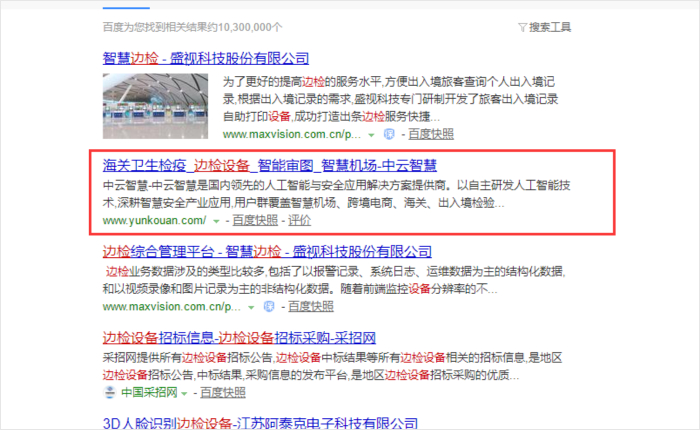 百度为您找到相关结果约10,300,000个
搜索工具
智慧边检 - 盛视科技股份有限公司
为了更好的提高边检的服务水平,方便出入境旅客查询个人出入境记
录,根据出入境记录的需求,盛视科技专门研制开发了旅客出入境记录
自助打印设备,成功打造出条边检服务快捷...
www.maxvision.com.cn/p... - 百度快照
海关卫生检疫_边检设备_智能审图_智慧机场-中云智慧
中云智慧-中云智慧是国内领先的人工智能与安全应用解决方案提供商。以自主研发人工智能技
术,深耕智慧安全产业应用,用户群覆盖智慧机场、跨境电商、海关、出入境检验...
www.yunkouan.com/ - 百度快照 - 评价
边检综合管理平台 - 智慧边检 - 盛视科技股份有限公司
边检业务数据涉及的类型比较多,包括了以报警记录、系统日志、运维数据为主的结构化数据,
和以视频录像和图片记录为主的非结构化数据。随着前端监控设备分辨率的不...
www.maxvision.com.cn/p... - 百度快照
边检设备招标信息-边检设备招标采购-采招网
采招网提供所有边检设备招标公告,边检设备中标结果等所有边检设备相关的招标信息,是地区
边检设备招标公告,中标结果,采购信息的发布平台,是地区边检设备招标采购的优质...
中国采招网 - 百度快照
3D人脸识别边检设备-江苏阿泰克电子科技有限公司